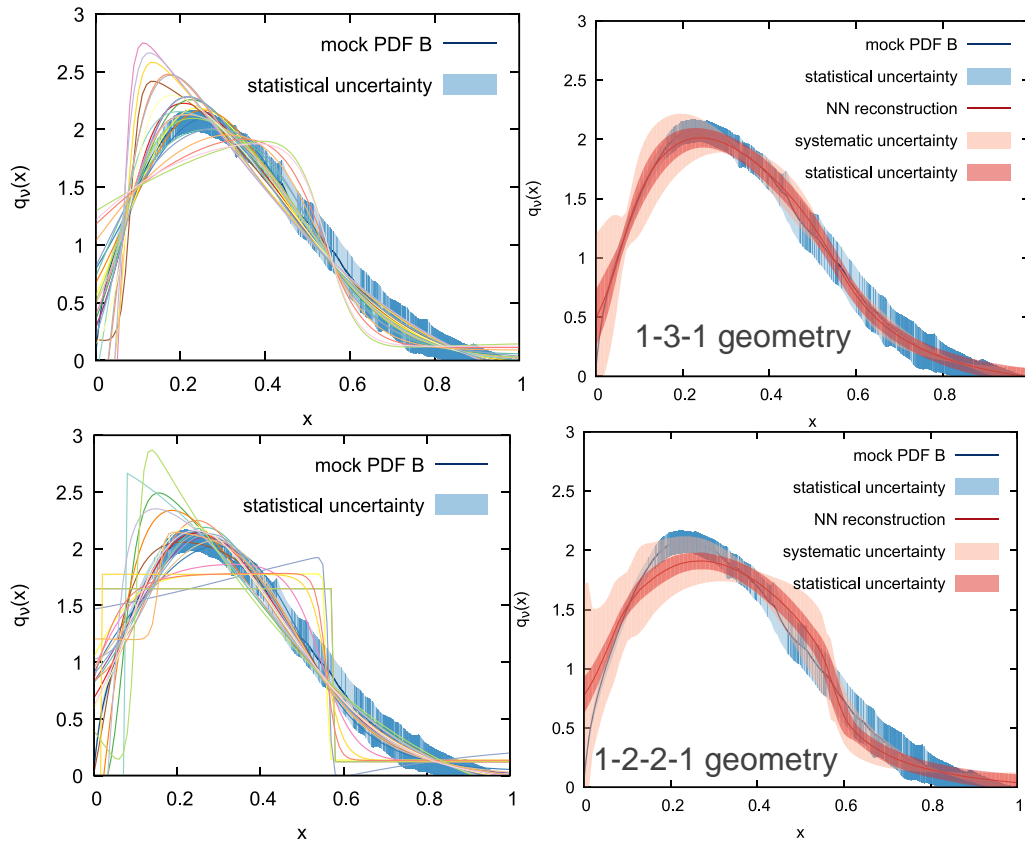 3
2.5
2
1.5
1
0.5
0
0
0.2
0.4
0.6
0.8
1
q_ν(x)
x
mock PDF B
statistical uncertainty
3
2.5
2
1.5
1
0.5
0
0
0.2
0.4
0.6
0.8
1
q_ν(x)
x
mock PDF B
statistical uncertainty
NN reconstruction
systematic uncertainty
statistical uncertainty
1-3-1 geometry
3
2.5
2
1.5
1
0.5
0
0
0.2
0.4
0.6
0.8
1
q_ν(x)
x
mock PDF B
statistical uncertainty
3
2.5
2
1.5
1
0.5
0
0
0.2
0.4
0.6
0.8
1
q_ν(x)
x
mock PDF B
statistical uncertainty
NN reconstruction
systematic uncertainty
statistical uncertainty
1-2-2-1 geometry